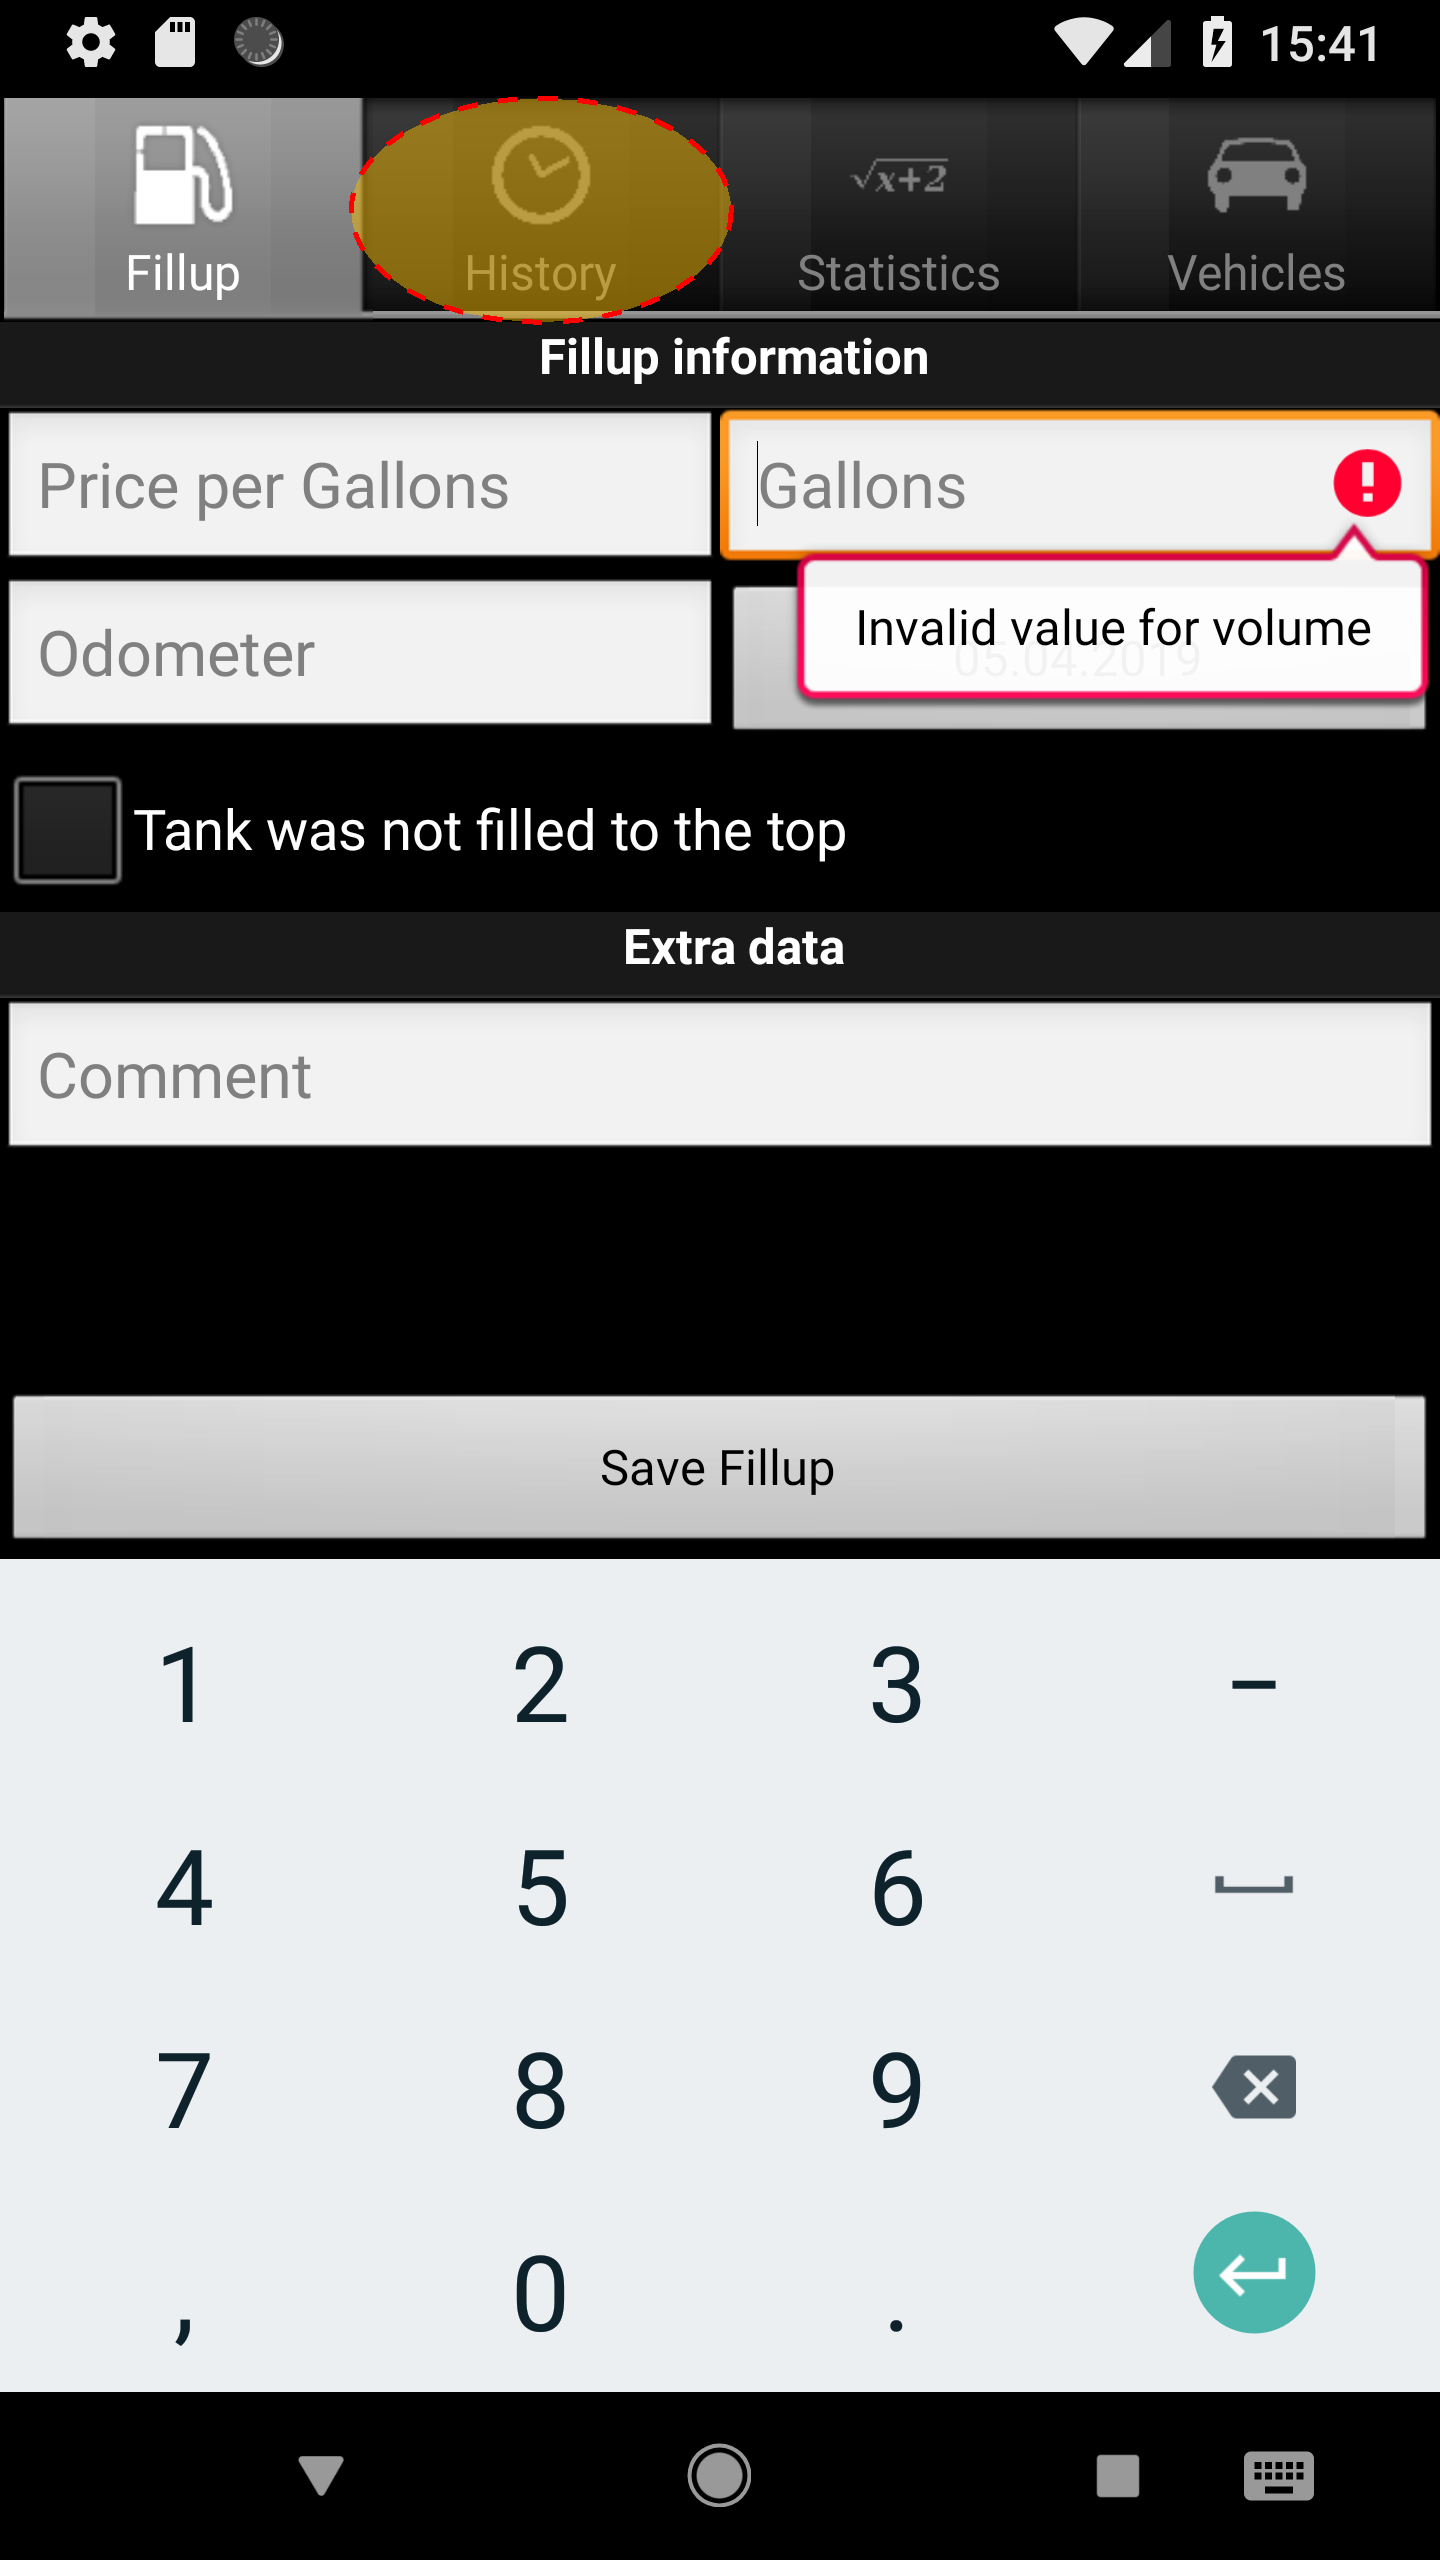 15:41
Fillup
History
√x+2
Statistics
Vehicles
Fillup information
Price per Gallons
Gallons
Invalid value for volume
Odometer
05.04.2019
Tank was not filled to the top
Extra data
Comment
Save Fillup
1 2 3 –
4 5 6
7 8 9
, 0 .